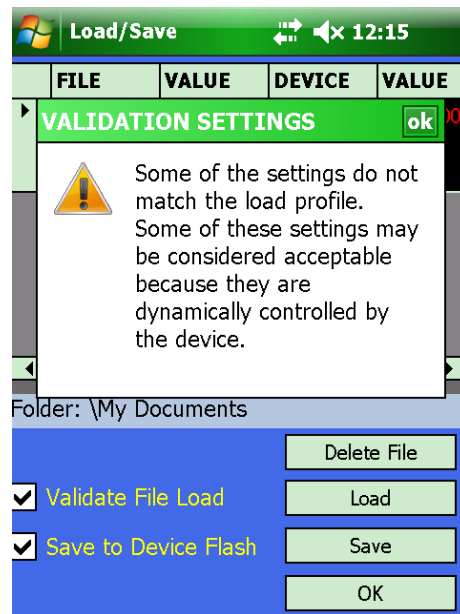 Load/Save 12:15
FILE VALUE DEVICE VALUE
VALIDATION SETTINGS ok
Some of the settings do not
match the load profile.
Some of these settings may
be considered acceptable
because they are
dynamically controlled by
the device.
Folder: \My Documents
Delete File
Validate File Load Load
Save to Device Flash Save
OK